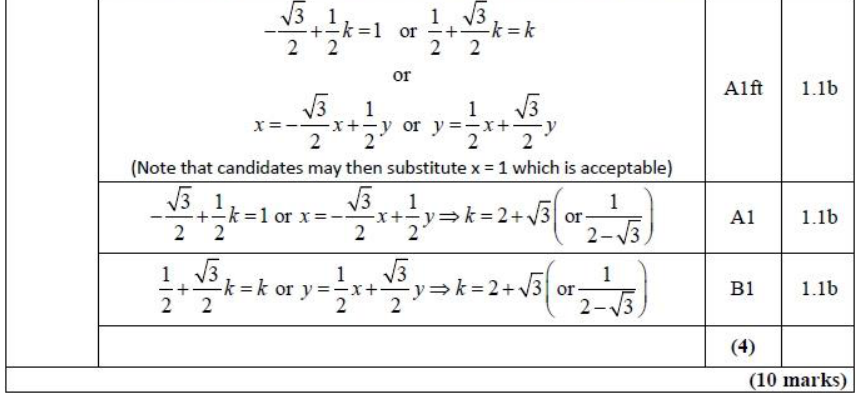 -√3/2 + 1/2 k = 1 or 1/2 + √3/2 k = k
or
x = -√3/2 x + 1/2 y or y = 1/2 x + √3/2 y
(Note that candidates may then substitute x = 1 which is acceptable)
A1ft
1.1b
-√3/2 + 1/2 k = 1 or x = -√3/2 x + 1/2 y ⇒ k = 2 + √3 (or 1/(2 - √3))
A1
1.1b
1/2 + √3/2 k = k or y = 1/2 x + √3/2 y ⇒ k = 2 + √3 (or 1/(2 - √3))
B1
1.1b
(4)
(10 marks)